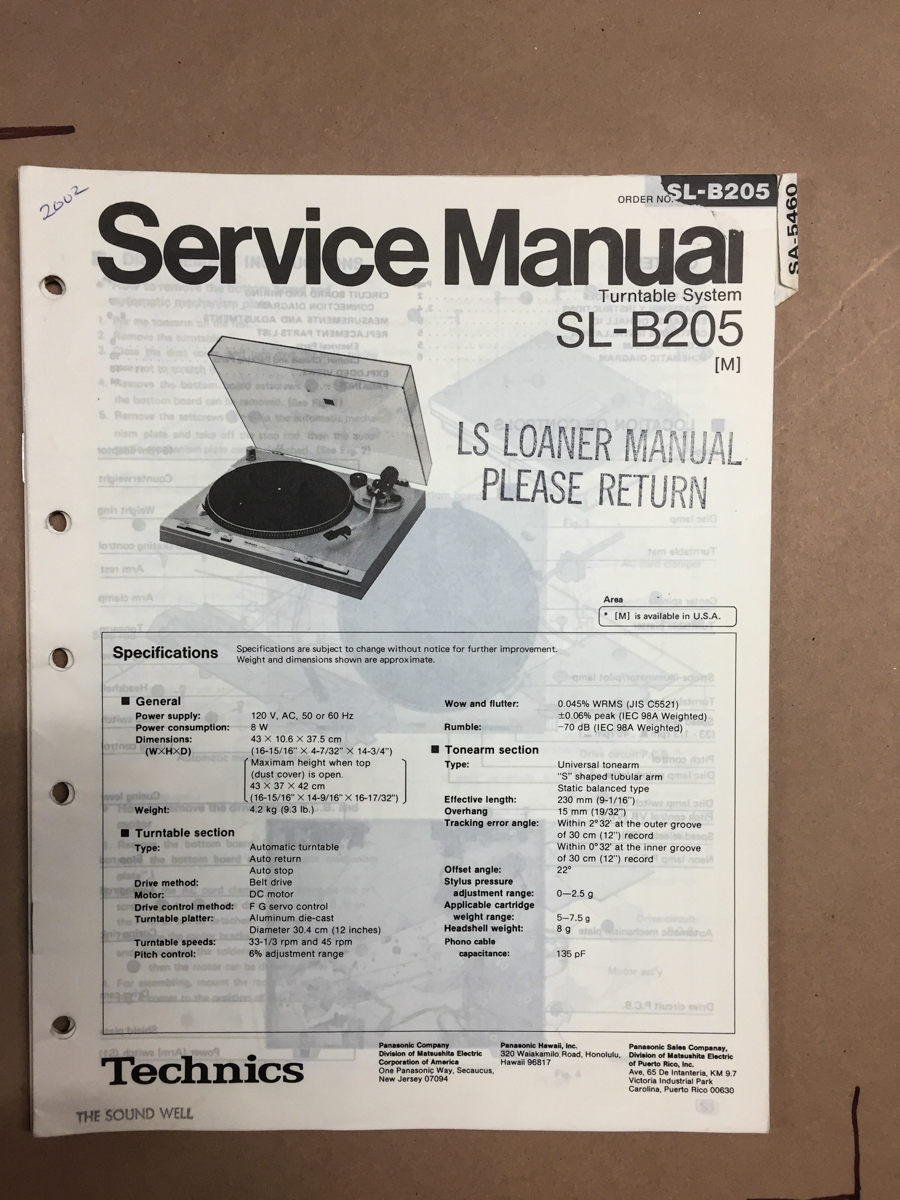 2002
ORDER NO. SL-B205
SA-5460
Service Manual
Turntable System
SL-B205
[M]
LS LOANER MANUAL
PLEASE RETURN
Area
* [M] is available in U.S.A.
Specifications
Specifications are subject to change without notice for further improvement.
Weight and dimensions shown are approximate.
■ General
Power supply: 120 V, AC, 50 or 60 Hz
Power consumption: 8 W
Dimensions: 43 × 10.6 × 37.5 cm
(W×H×D) (16-15/16" × 4-7/32" × 14-3/4")
Maximam height when top
(dust cover) is open.
43 × 37 × 42 cm
(16-15/16" × 14-9/16" × 16-17/32")
Weight: 4.2 kg (9.3 lb.)
■ Turntable section
Type: Automatic turntable
Auto return
Auto stop
Drive method: Belt drive
Motor: DC motor
Drive control method: F G servo control
Turntable platter: Aluminum die-cast
Diameter 30.4 cm (12 inches)
Turntable speeds: 33-1/3 rpm and 45 rpm
Pitch control: 6% adjustment range
Wow and flutter: 0.045% WRMS (JIS C5521)
±0.06% peak (IEC 98A Weighted)
Rumble: −70 dB (IEC 98A Weighted)
■ Tonearm section
Type: Universal tonearm
"S" shaped tubular arm
Static balanced type
Effective length: 230 mm (9-1/16")
Overhang 15 mm (19/32")
Tracking error angle: Within 2°32' at the outer groove
of 30 cm (12") record
Within 0°32' at the inner groove
of 30 cm (12") record
Offset angle: 22°
Stylus pressure
adjustment range: 0—2.5 g
Applicable cartridge
weight range: 5—7.5 g
Headshell weight: 8 g
Phono cable
capacitance: 135 pF
Technics
Panasonic Company
Division of Matsushita Electric
Corporation of America
One Panasonic Way, Secaucus,
New Jersey 07094
Panasonic Hawaii, Inc.
320 Waiakamilo Road, Honolulu,
Hawaii 96817
Panasonic Sales Compenay,
Division of Matsushita Electric
of Puerto Rico, Inc.
Ave, 65 De Intanteria, KM 9.7
Victoria Industrial Park
Carolina, Puerto Rico 00630
THE SOUND WELL